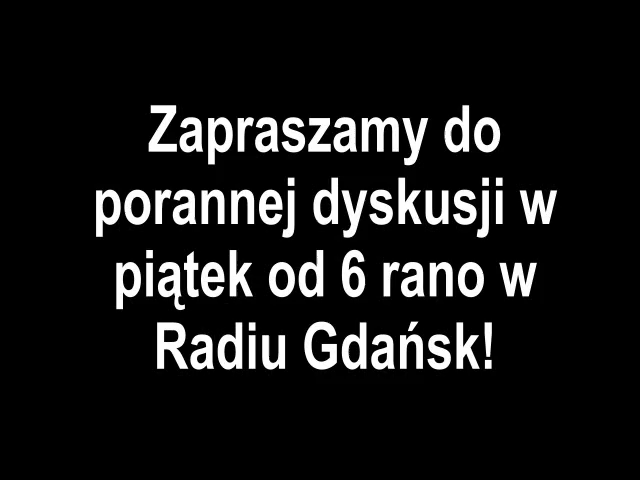 Zapraszamy do
porannej dyskusji w
piątek od 6 rano w
Radiu Gdańsk!